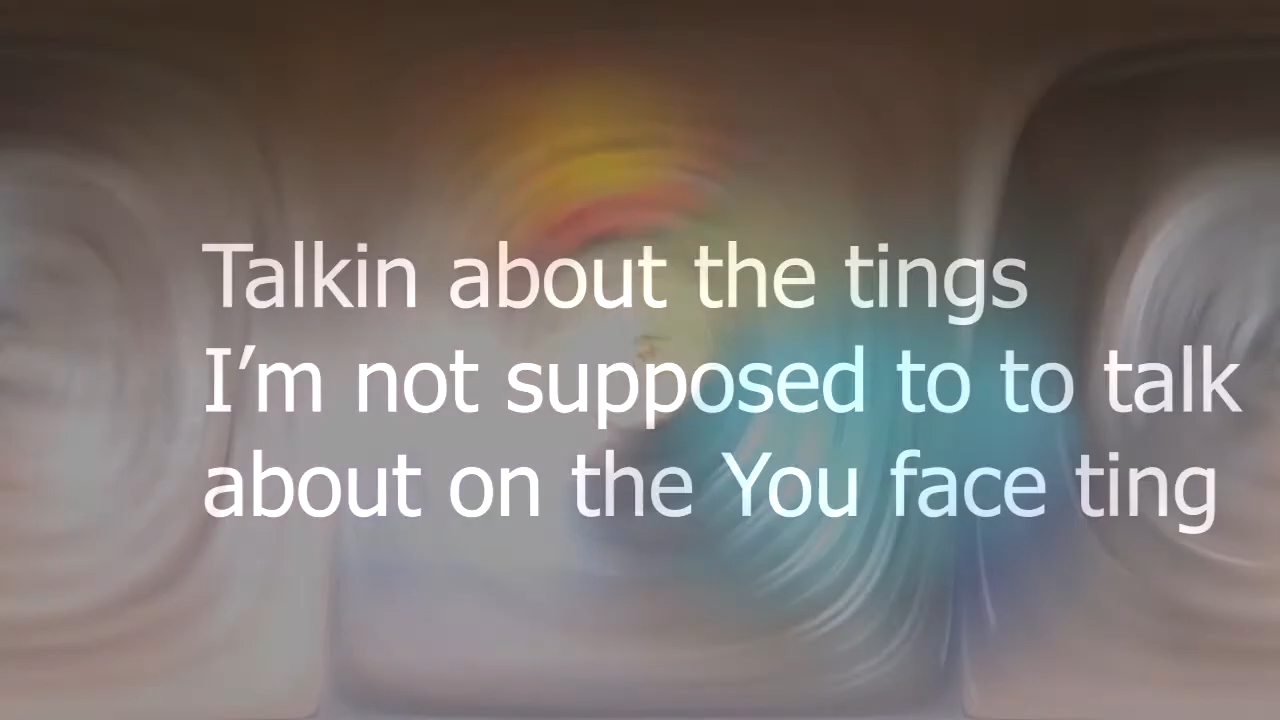 Talkin about the tings
I’m not supposed to to talk
about on the You face ting